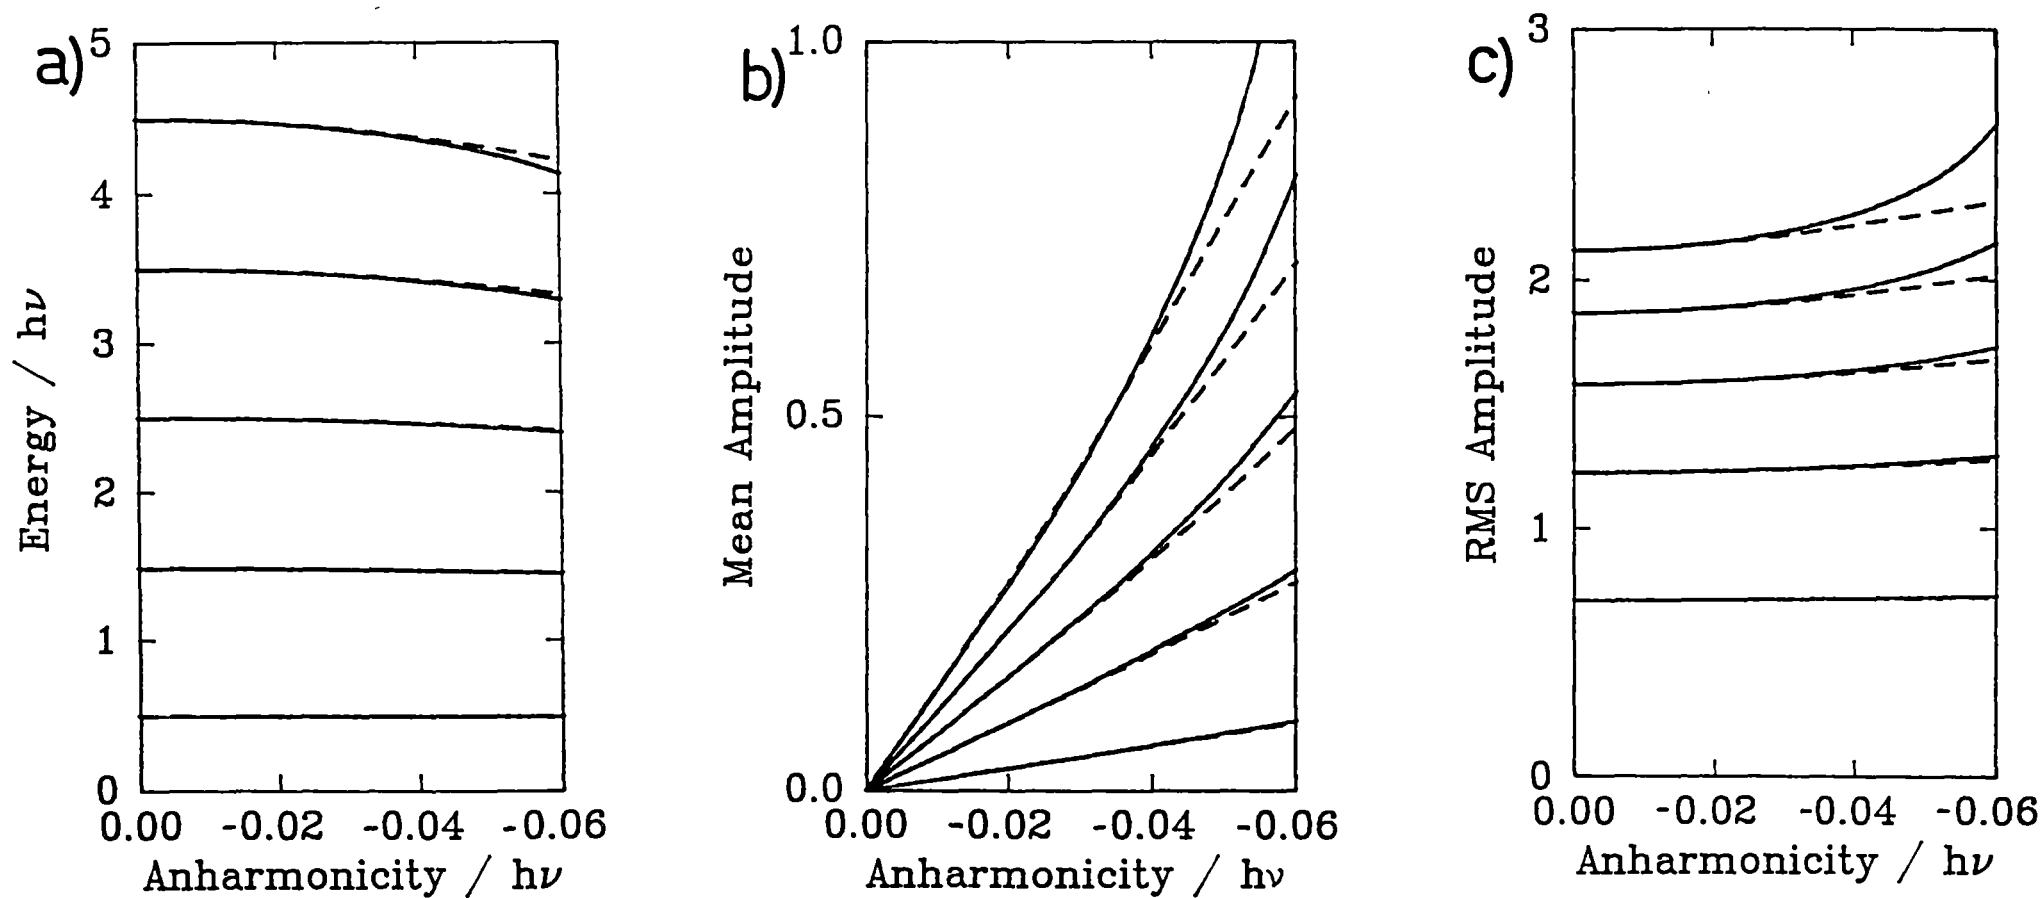 a)
5
4
3
2
1
0
Energy / hν
0.00 -0.02 -0.04 -0.06
Anharmonicity / hν
b)
1.0
0.5
0.0
Mean Amplitude
0.00 -0.02 -0.04 -0.06
Anharmonicity / hν
c)
3
2
1
0
RMS Amplitude
0.00 -0.02 -0.04 -0.06
Anharmonicity / hν